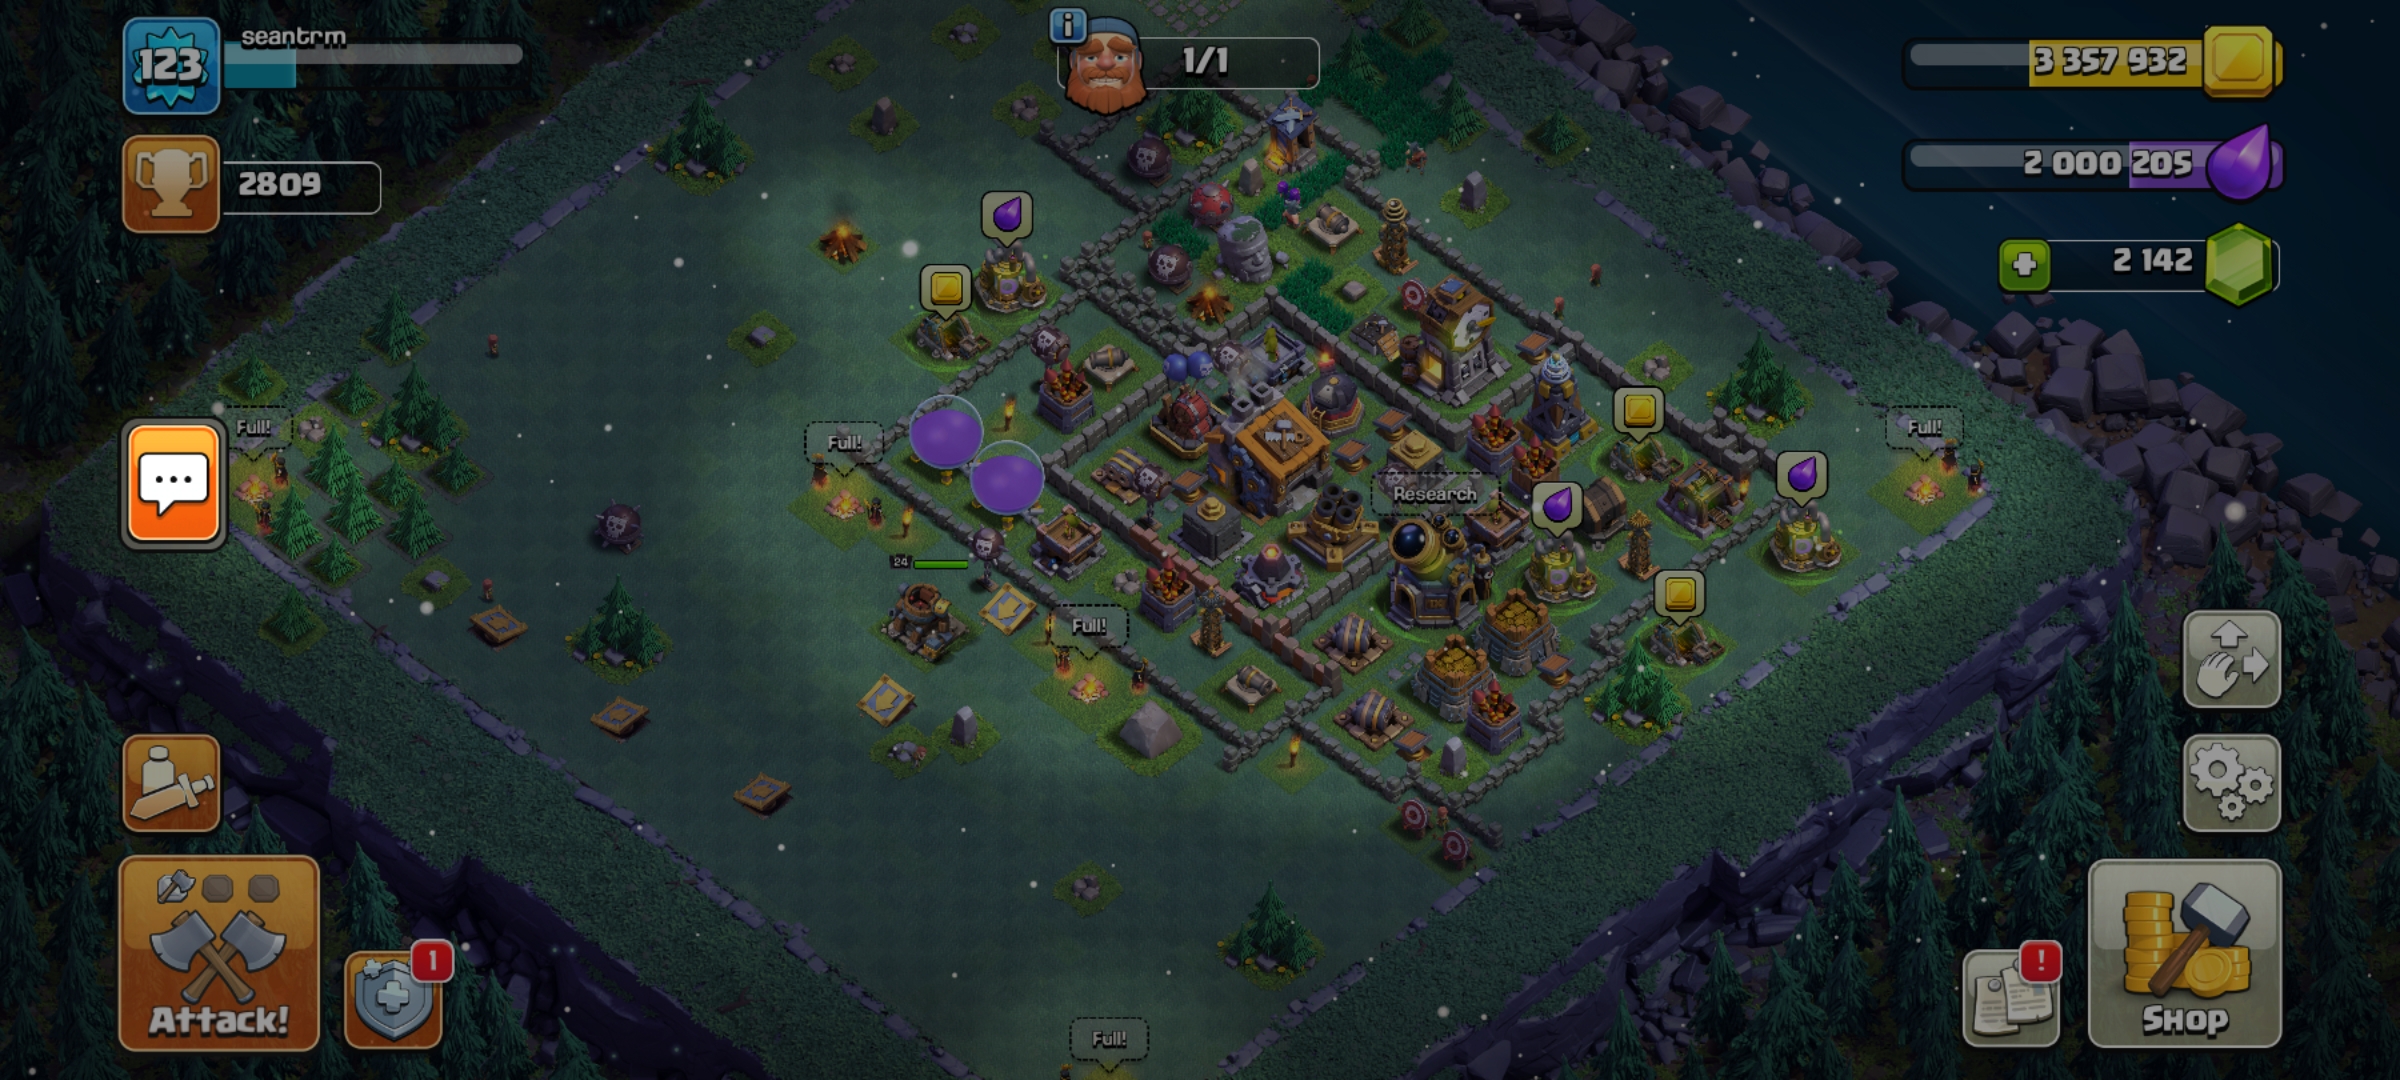 seantrm
123
1/1
3 357 932
2809
2 000 205
2 142
Full!
Full!
Full!
Research
24
Full!
1
Attack!
!
Shop
Full!